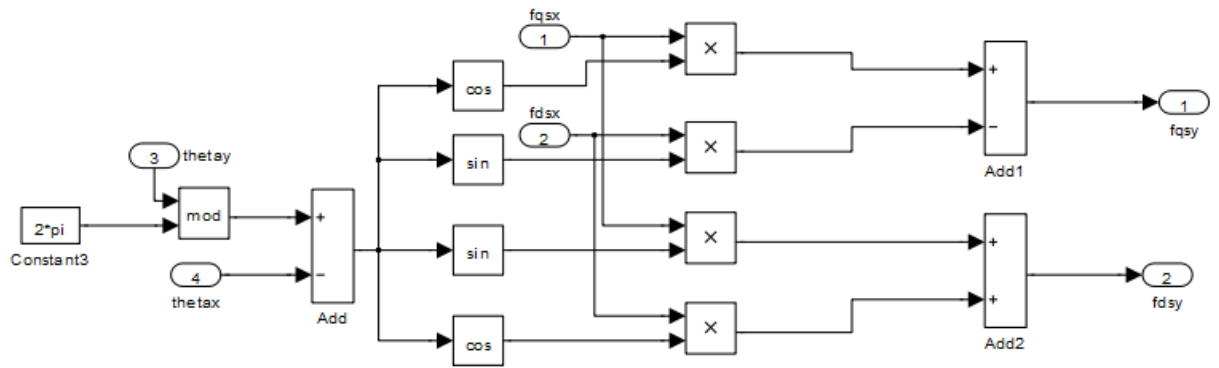 fqsx
1
×
+
cos
−
1
fqsy
fdsx
2
×
sin
Add1
3
thetay
mod
+
2*pi
Constant3
×
sin
+
−
4
thetax
Add
2
fdsy
+
×
cos
Add2